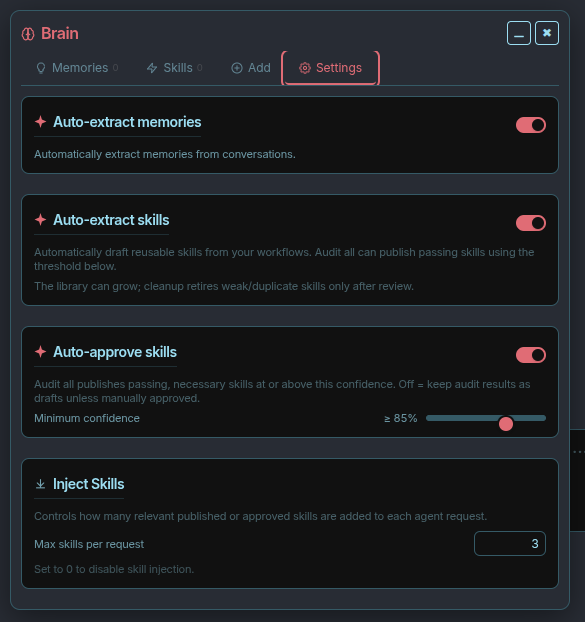 Brain
Memories 0 Skills 0 Add Settings
Auto-extract memories
Automatically extract memories from conversations.
Auto-extract skills
Automatically draft reusable skills from your workflows. Audit all can publish passing skills using the
threshold below.
The library can grow; cleanup retires weak/duplicate skills only after review.
Auto-approve skills
Audit all publishes passing, necessary skills at or above this confidence. Off = keep audit results as
drafts unless manually approved.
Minimum confidence ≥ 85%
Inject Skills
Controls how many relevant published or approved skills are added to each agent request.
Max skills per request 3
Set to 0 to disable skill injection.